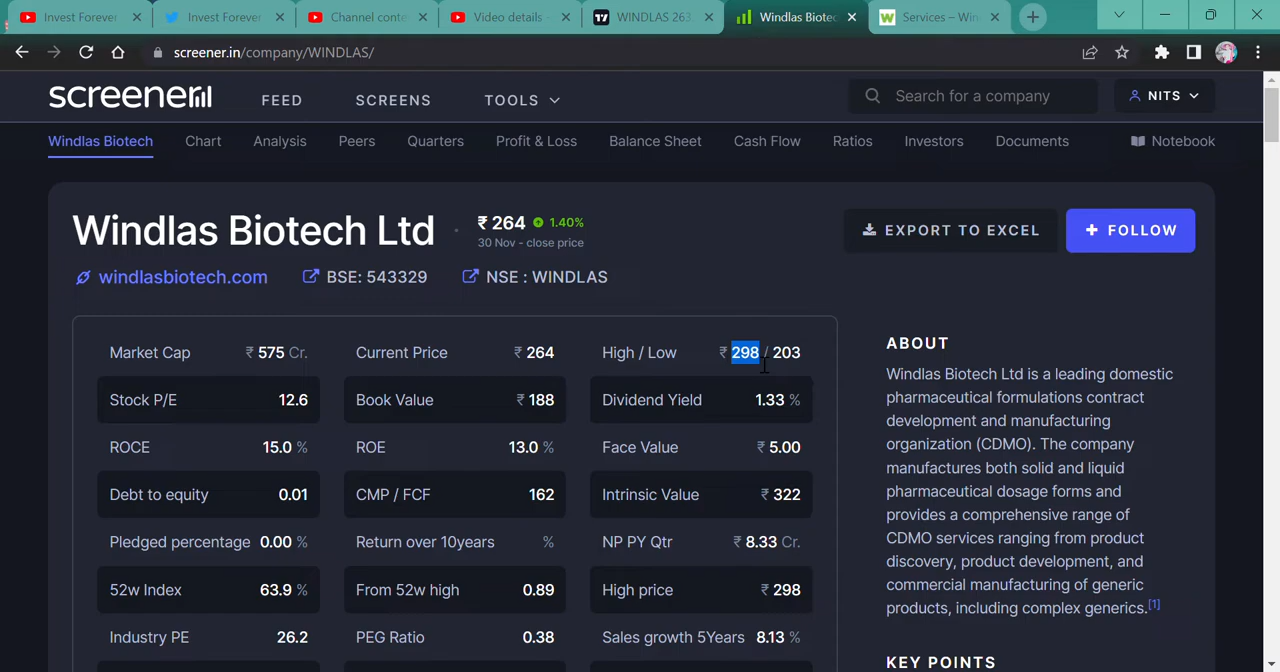 Invest Forever
Invest Forever
Channel conte
Video details -
WINDLAS 263.
Windlas Biotec
Services – Win
screener.in/company/WINDLAS/
screener
FEED
SCREENS
TOOLS
Search for a company
NITS
Windlas Biotech
Chart
Analysis
Peers
Quarters
Profit & Loss
Balance Sheet
Cash Flow
Ratios
Investors
Documents
Notebook
Windlas Biotech Ltd
₹ 264 1.40%
30 Nov - close price
EXPORT TO EXCEL
+ FOLLOW
windlasbiotech.com
BSE: 543329
NSE : WINDLAS
Market Cap ₹ 575 Cr.
Current Price ₹ 264
High / Low ₹ 298 / 203
Stock P/E 12.6
Book Value ₹ 188
Dividend Yield 1.33 %
ROCE 15.0 %
ROE 13.0 %
Face Value ₹ 5.00
Debt to equity 0.01
CMP / FCF 162
Intrinsic Value ₹ 322
Pledged percentage 0.00 %
Return over 10years %
NP PY Qtr ₹ 8.33 Cr.
52w Index 63.9 %
From 52w high 0.89
High price ₹ 298
Industry PE 26.2
PEG Ratio 0.38
Sales growth 5Years 8.13 %
ABOUT
Windlas Biotech Ltd is a leading domestic
pharmaceutical formulations contract
development and manufacturing
organization (CDMO). The company
manufactures both solid and liquid
pharmaceutical dosage forms and
provides a comprehensive range of
CDMO services ranging from product
discovery, product development, and
commercial manufacturing of generic
products, including complex generics.[1]
KEY POINTS